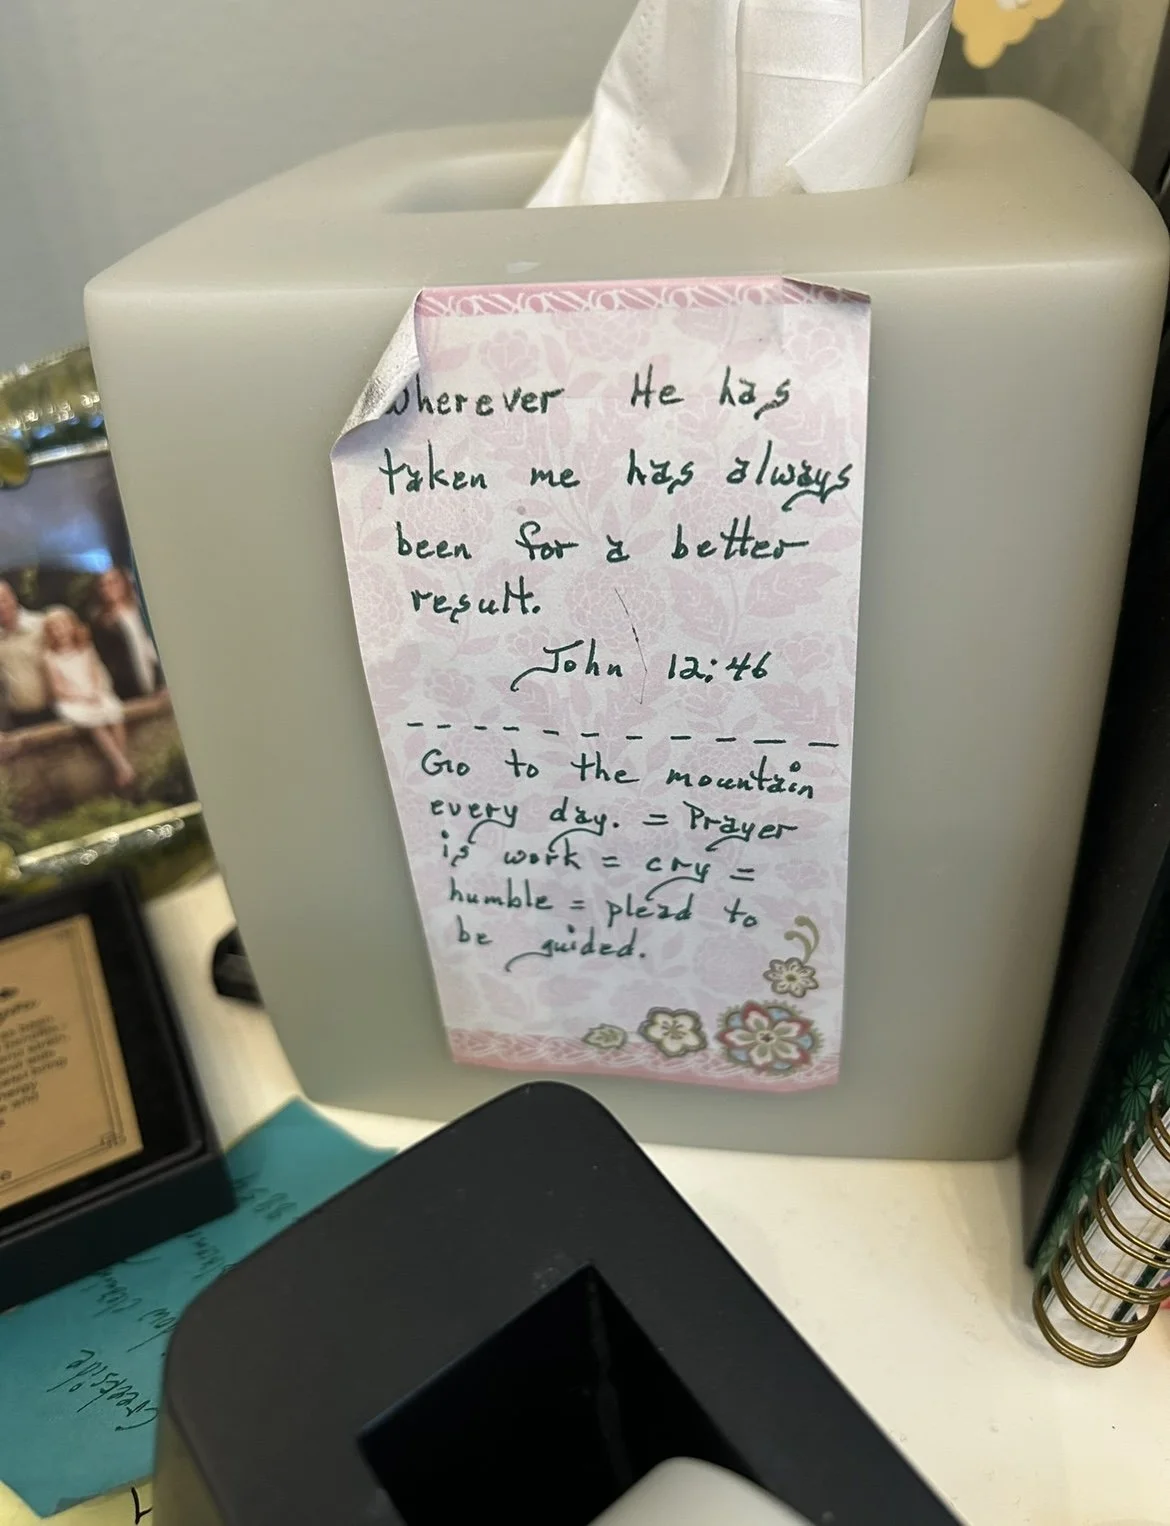 Wherever He has
taken me has always
been for a better
result.
John 12:46
Go to the mountain
every day. = Prayer
is work = cry =
humble = plead to
be guided.
Creekside